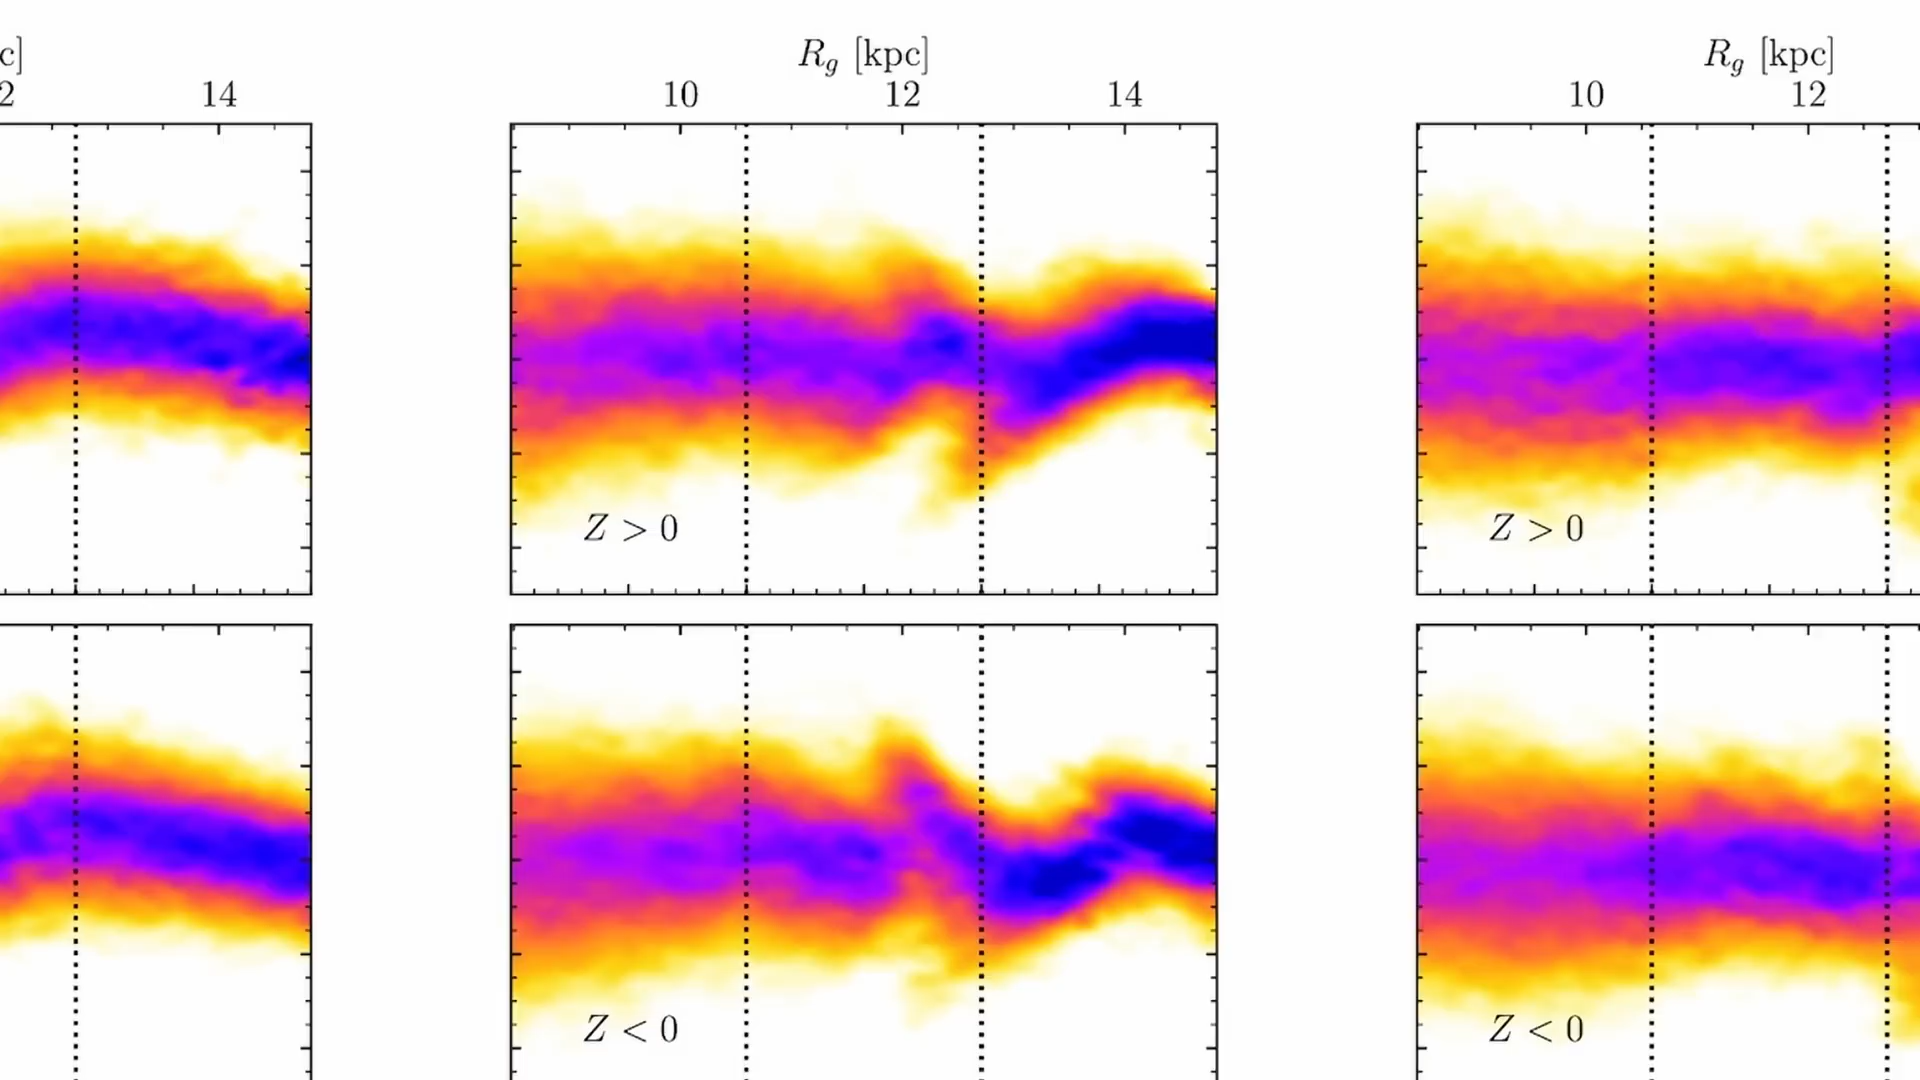 c] R_g [kpc] R_g [kpc]
2 14 10 12 14 10 12
Z > 0 Z > 0
Z < 0 Z < 0